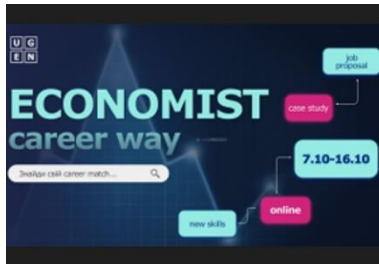 U G
E N
job
proposal
ECONOMIST
case study
career way
7.10-16.10
Знайди свій career match...
online
new skills